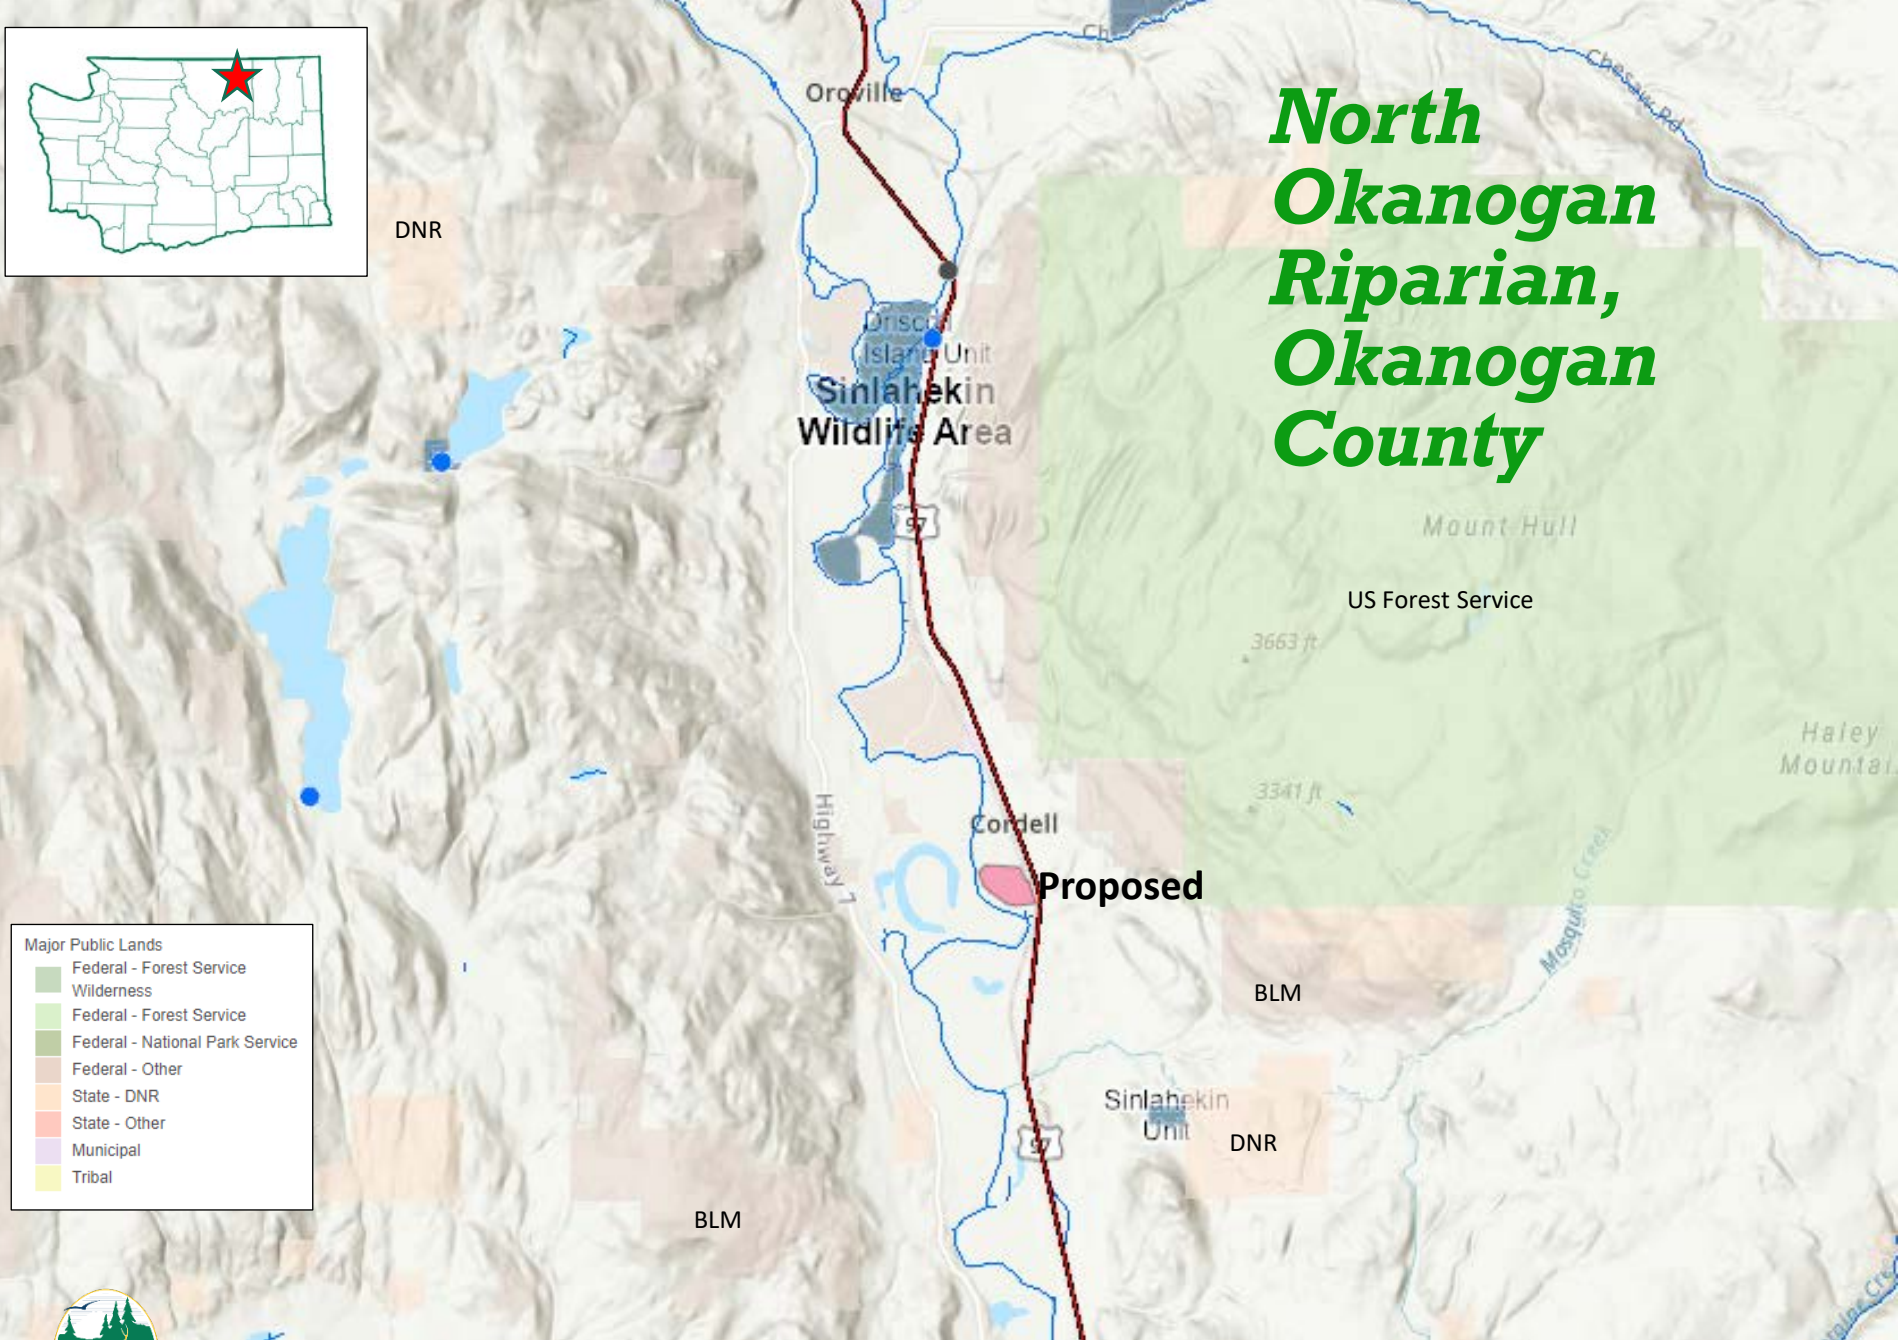 North
Okanogan
Riparian,
Okanogan
County
Oroville
Chesaw Rd
DNR
Island Unit
Sinlahekin
Wildlife Area
97
Mount Hull
US Forest Service
3663 ft
Haley
3341 ft
Highway 7
Cordell
Proposed
Mosquito Creek
BLM
Sinlahekin
Unit
DNR
97
BLM
Major Public Lands
Federal - Forest Service
Wilderness
Federal - Forest Service
Federal - National Park Service
Federal - Other
State - DNR
State - Other
Municipal
Tribal